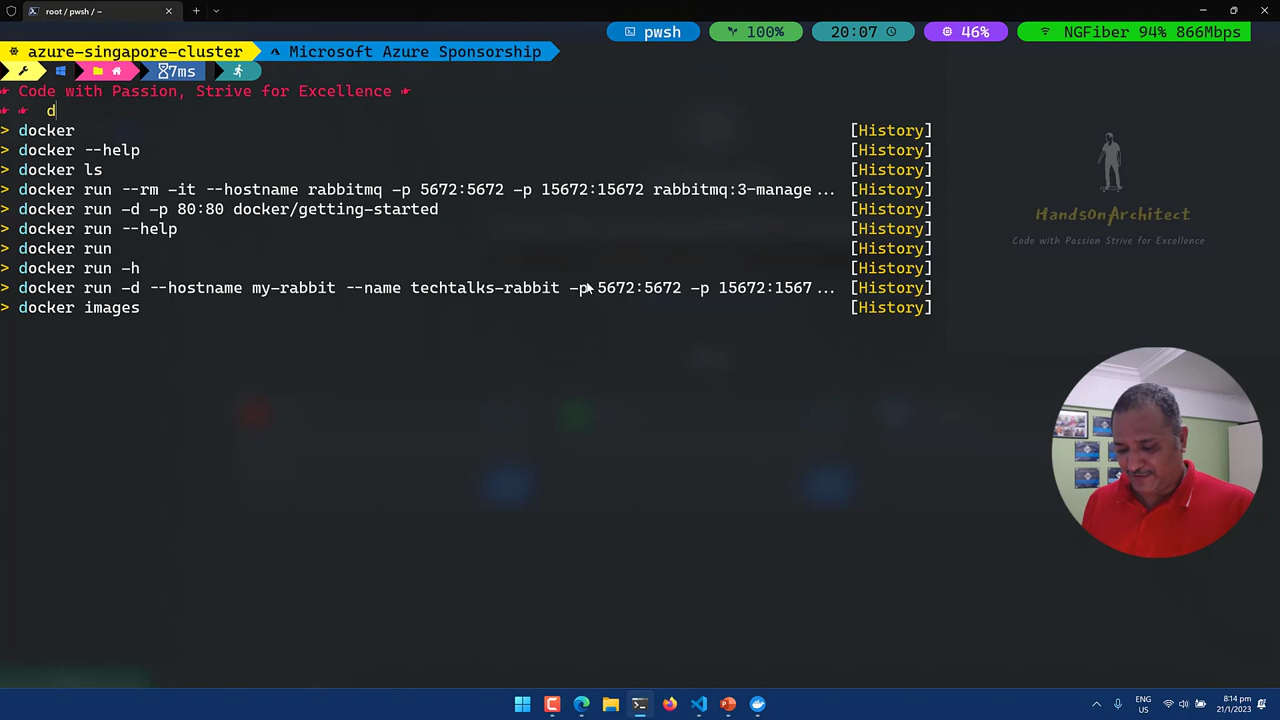 root / pwsh / ~
pwsh
100%
20:07
46%
NGFiber 94% 866Mbps
azure-singapore-cluster
Microsoft Azure Sponsorship
7ms
Code with Passion, Strive for Excellence
d
> docker [History]
> docker --help [History]
> docker ls [History]
> docker run --rm -it --hostname rabbitmq -p 5672:5672 -p 15672:15672 rabbitmq:3-manage... [History]
> docker run -d -p 80:80 docker/getting-started [History]
> docker run --help [History]
> docker run [History]
> docker run -h [History]
> docker run -d --hostname my-rabbit --name techtalks-rabbit -p 5672:5672 -p 15672:1567... [History]
> docker images [History]
HandsOnArchitect
Code with Passion Strive for Excellence
ENG
US
8:14 pm
21/1/2023